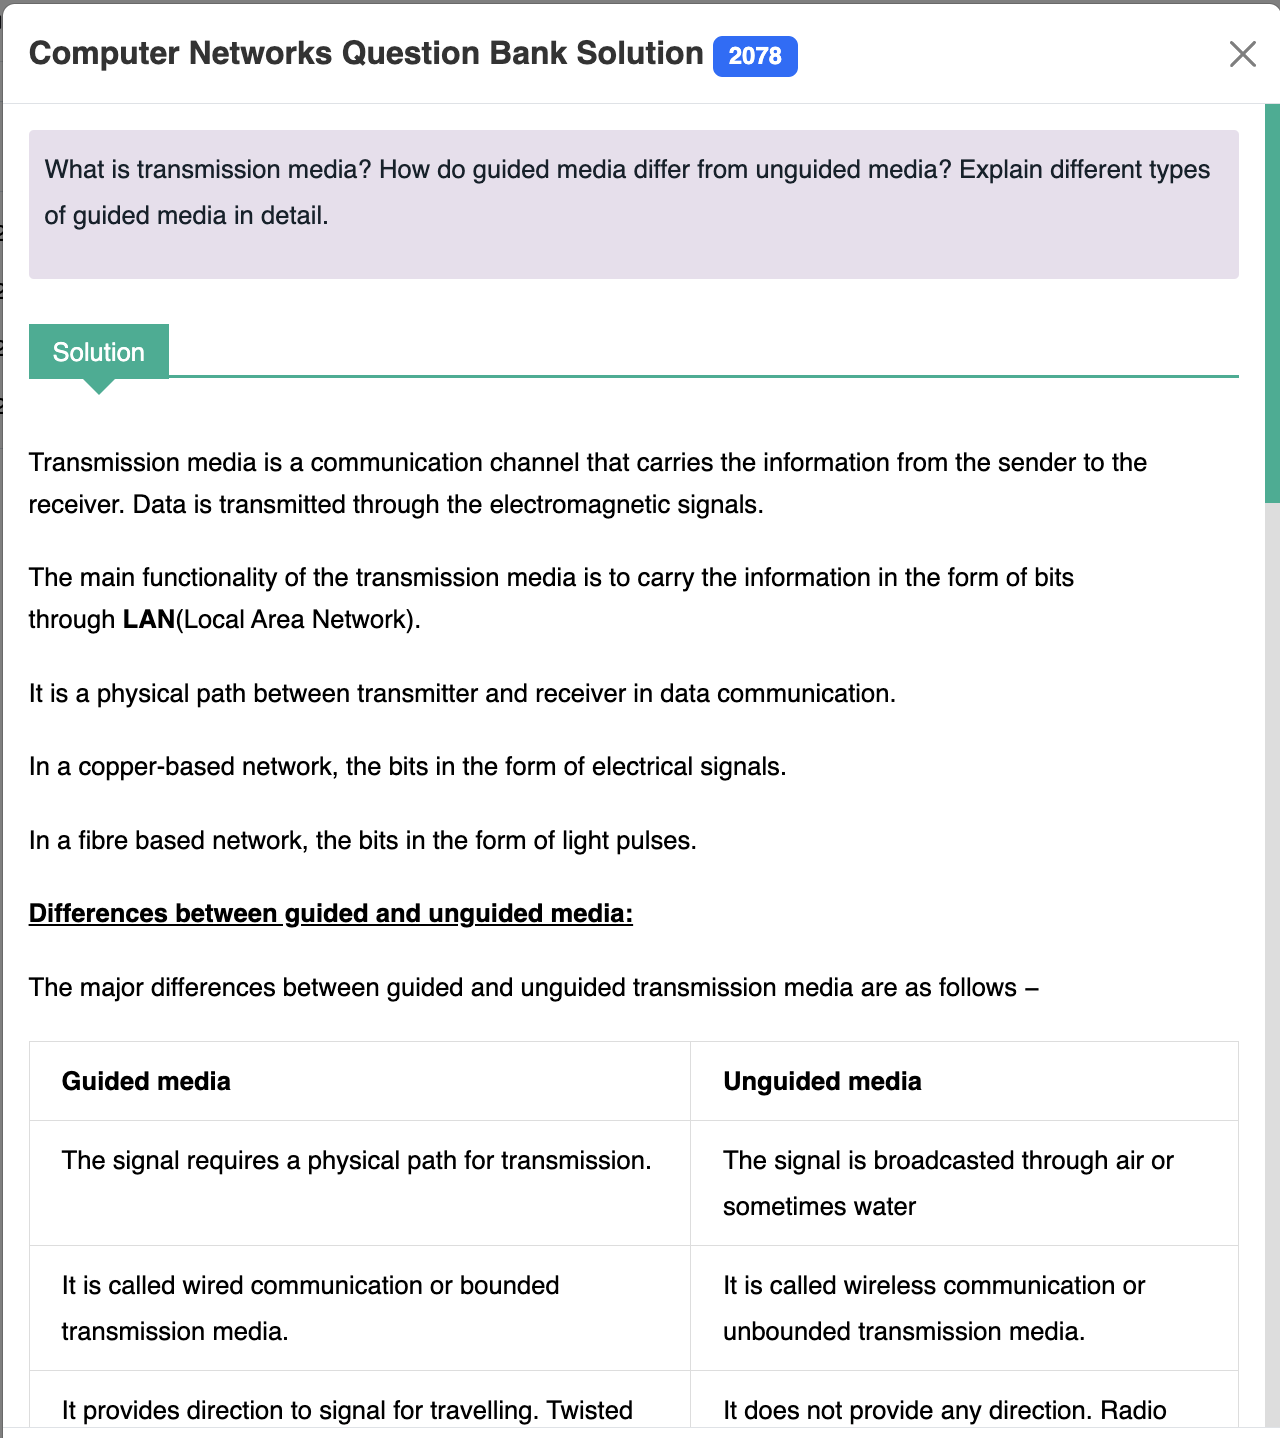 Computer Networks Question Bank Solution 2078
What is transmission media? How do guided media differ from unguided media? Explain different types
of guided media in detail.
Solution
Transmission media is a communication channel that carries the information from the sender to the
receiver. Data is transmitted through the electromagnetic signals.
The main functionality of the transmission media is to carry the information in the form of bits
through LAN(Local Area Network).
It is a physical path between transmitter and receiver in data communication.
In a copper-based network, the bits in the form of electrical signals.
In a fibre based network, the bits in the form of light pulses.
Differences between guided and unguided media:
The major differences between guided and unguided transmission media are as follows –
Guided media
Unguided media
The signal requires a physical path for transmission.
The signal is broadcasted through air or
sometimes water
It is called wired communication or bounded
transmission media.
It is called wireless communication or
unbounded transmission media.
It provides direction to signal for travelling. Twisted
It does not provide any direction. Radio